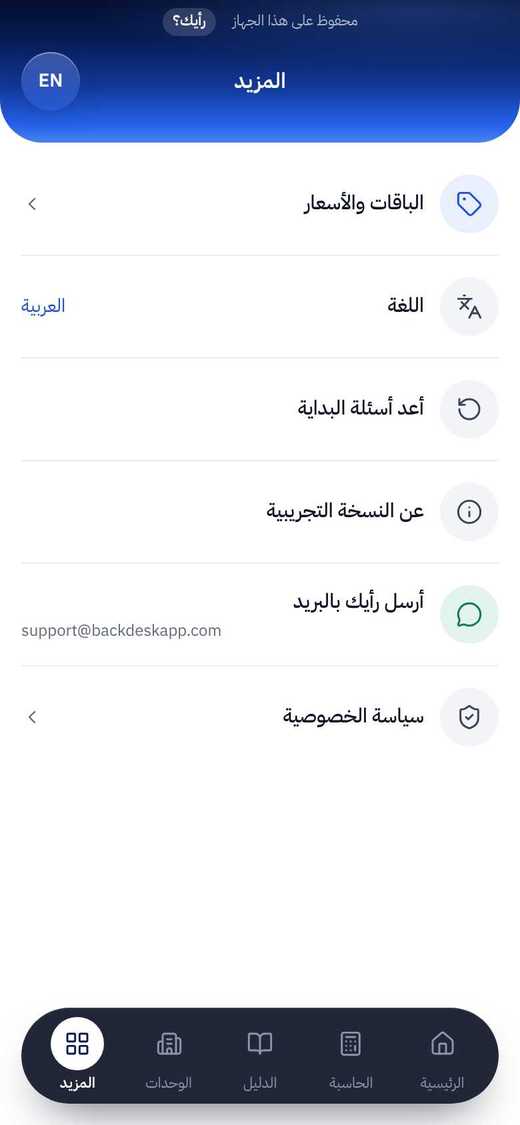 محفوظ على هذا الجهاز رأيك؟
المزيد EN
الباقات والأسعار
اللغة العربية
أعد أسئلة البداية
عن النسخة التجريبية
أرسل رأيك بالبريد
support@backdeskapp.com
سياسة الخصوصية
الرئيسية الحاسبة الدليل الوحدات المزيد